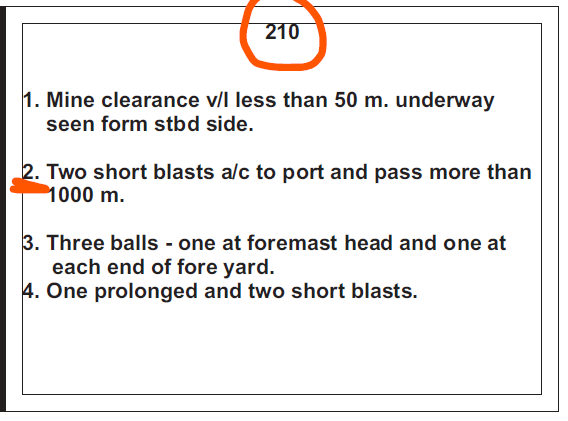 210
1. Mine clearance v/l less than 50 m. underway
seen form stbd side.
2. Two short blasts a/c to port and pass more than
1000 m.
3. Three balls - one at foremast head and one at
each end of fore yard.
4. One prolonged and two short blasts.